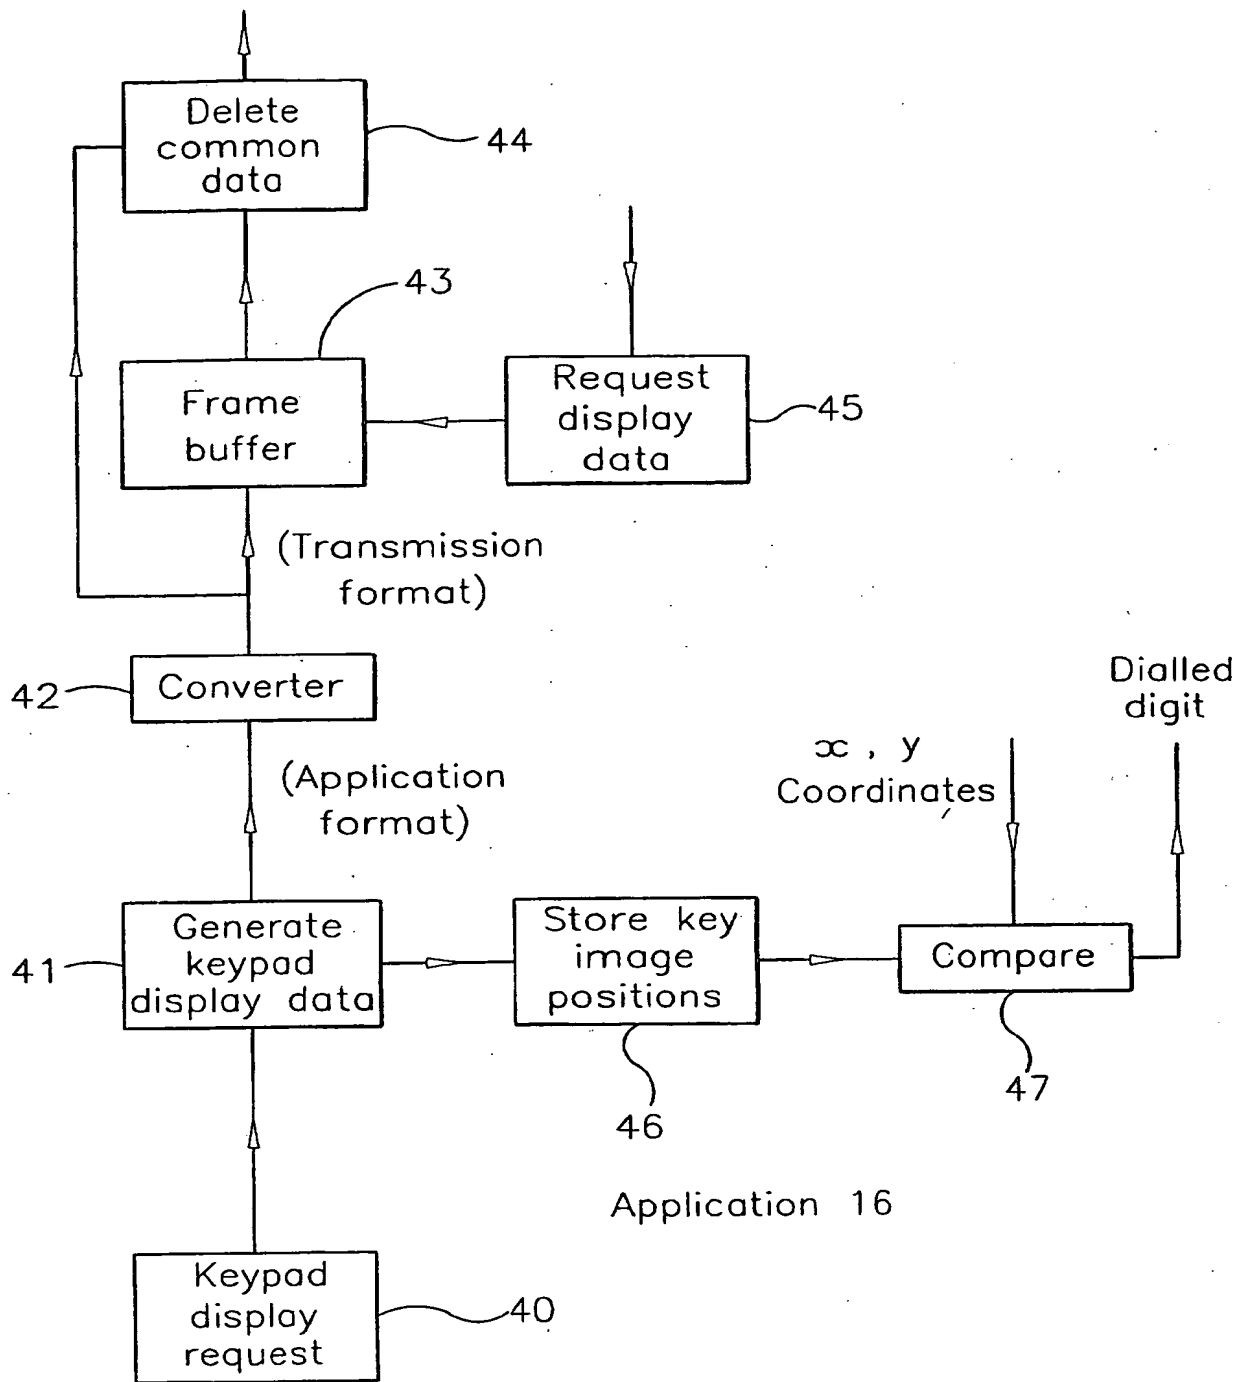 Delete
common
data
44
43
Frame
buffer
Request
display
data
45
(Transmission
format)
42
Converter
Dialled
digit
x , y
Coordinates
(Application
format)
41
Generate
keypad
display data
Store key
image
positions
Compare
46
47
Application 16
Keypad
display
request
40